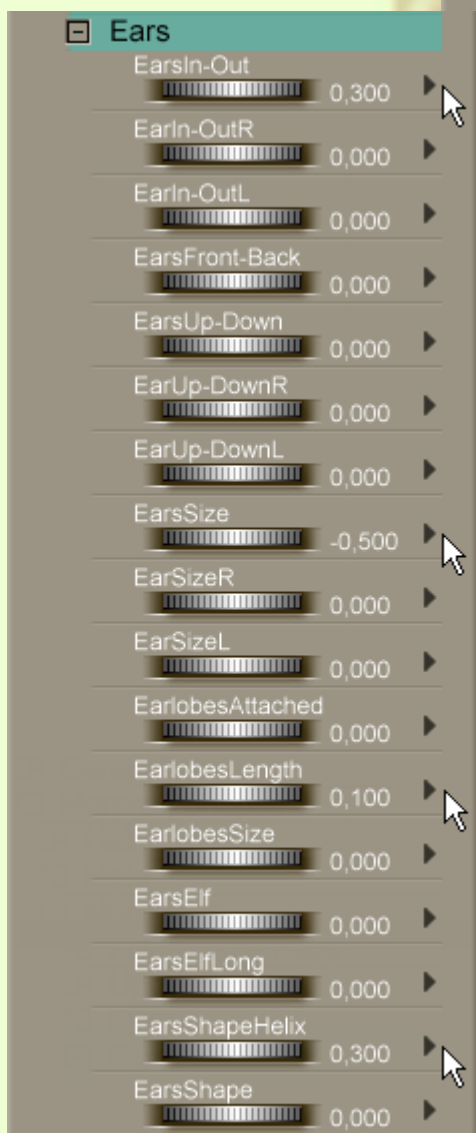 Ears
EarsIn-Out
0,300
EarIn-OutR
0,000
EarIn-OutL
0,000
EarsFront-Back
0,000
EarsUp-Down
0,000
EarUp-DownR
0,000
EarUp-DownL
0,000
EarsSize
-0,500
EarSizeR
0,000
EarSizeL
0,000
EarlobesAttached
0,000
EarlobesLength
0,100
EarlobesSize
0,000
EarsElf
0,000
EarsElfLong
0,000
EarsShapeHelix
0,300
EarsShape
0,000